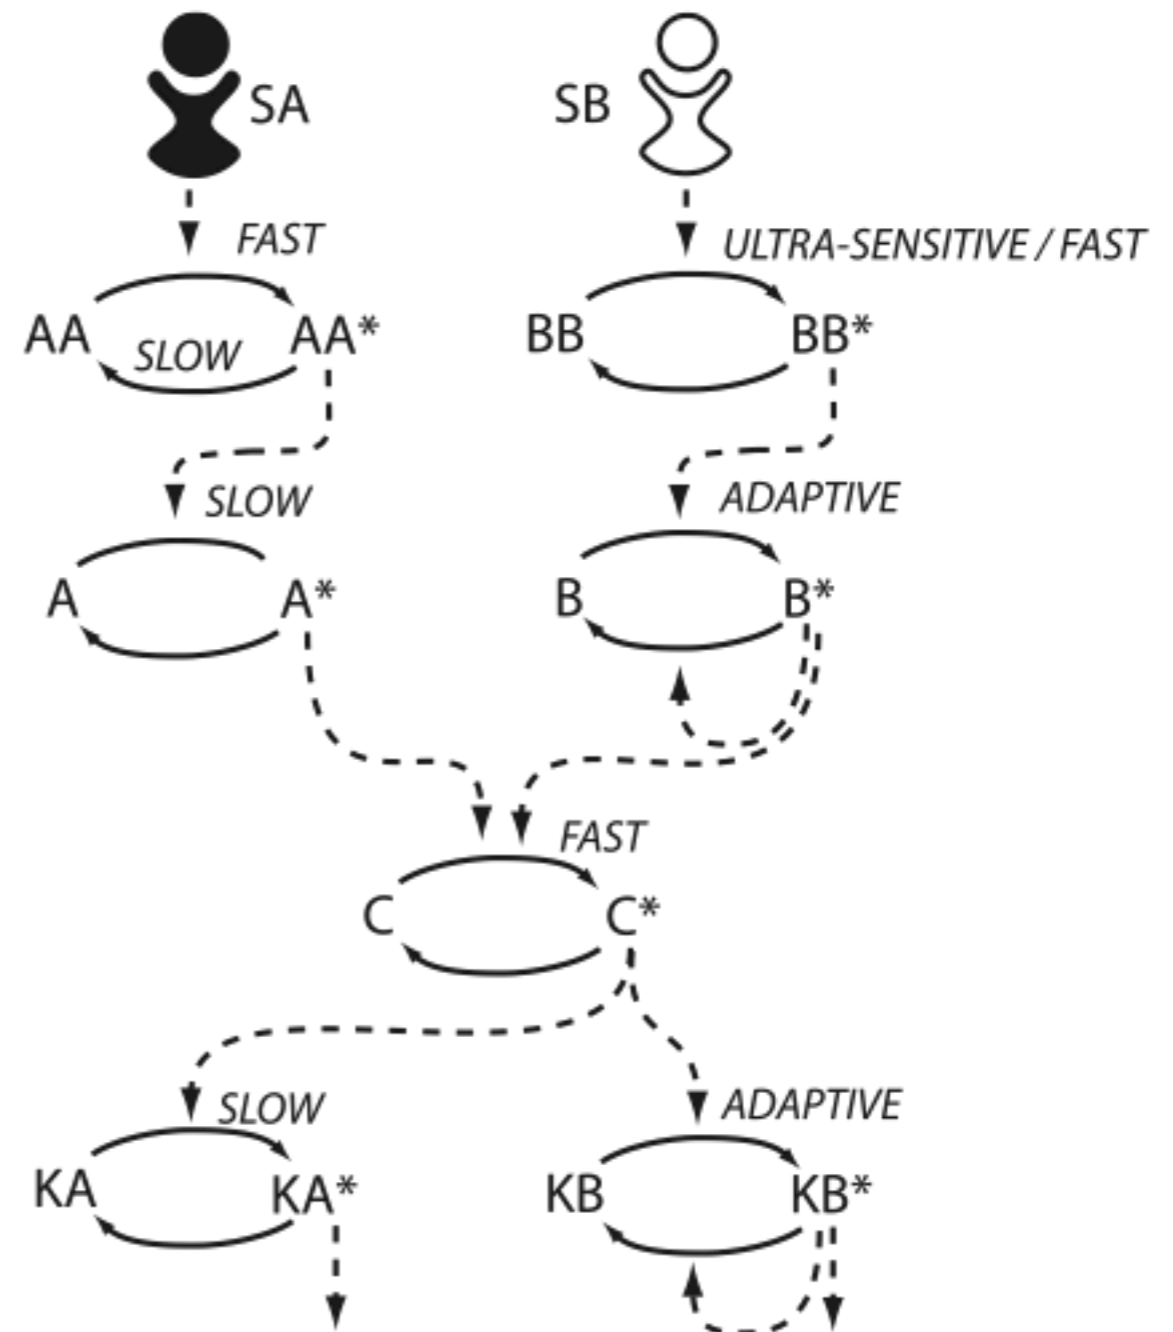 SA
SB
FAST
ULTRA-SENSITIVE / FAST
AA
SLOW
AA*
BB
BB*
SLOW
ADAPTIVE
A
A*
B
B*
FAST
C
C*
SLOW
ADAPTIVE
KA
KA*
KB
KB*